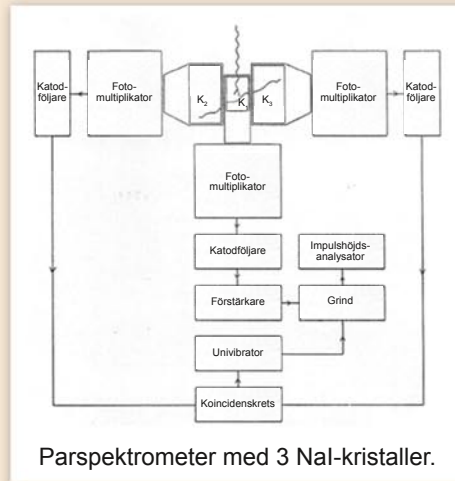 Katod-
följare
Foto-
multiplikator
K₂
K₁
K₃
Foto-
multiplikator
Katod-
följare
Foto-
multiplikator
Katodföljare
Impulshöjds-
analysator
Förstärkare
Grind
Univibrator
Koincidenskrets
Parspektrometer med 3 NaI-kristaller.